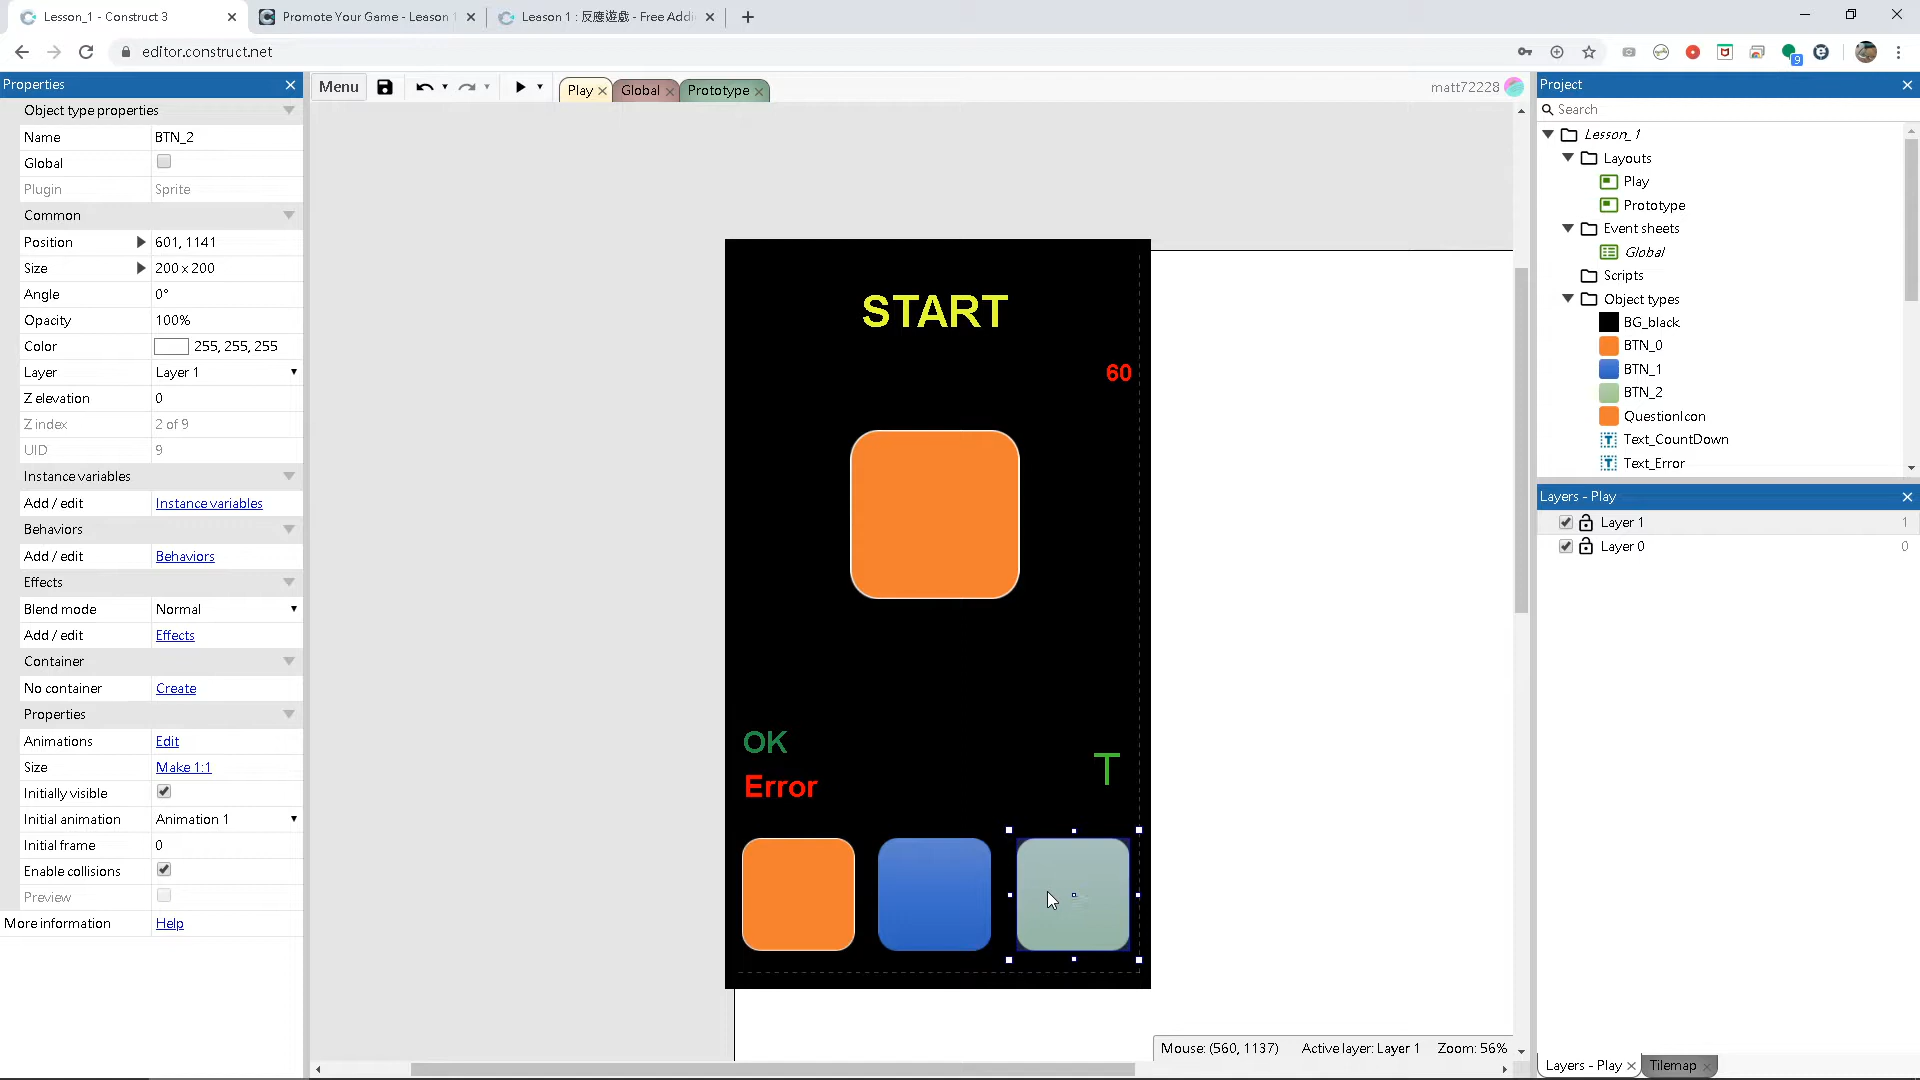 Lesson_1 - Construct 3
Promote Your Game - Leason 1
Leason 1 : 反應遊戲 - Free Addi
editor.construct.net
9
Properties
Menu
Play
Global
Prototype
matt72228
Project
Object type properties
Name BTN_2
Global
Plugin Sprite
Common
Position 601, 1141
Size 200 x 200
Angle 0°
Opacity 100%
Color 255, 255, 255
Layer Layer 1
Z elevation 0
Z index 2 of 9
UID 9
Instance variables
Add / edit Instance variables
Behaviors
Add / edit Behaviors
Effects
Blend mode Normal
Add / edit Effects
Container
No container Create
Properties
Animations Edit
Size Make 1:1
Initially visible
Initial animation Animation 1
Initial frame 0
Enable collisions
Preview
More information Help
START
60
OK
T
Error
Mouse: (560, 1137) Active layer: Layer 1 Zoom: 56%
Search
Lesson_1
Layouts
Play
Prototype
Event sheets
Global
Scripts
Object types
BG_black
BTN_0
BTN_1
BTN_2
QuestionIcon
Text_CountDown
Text_Error
Layers - Play
Layer 1 1
Layer 0 0
Layers - Play
Tilemap